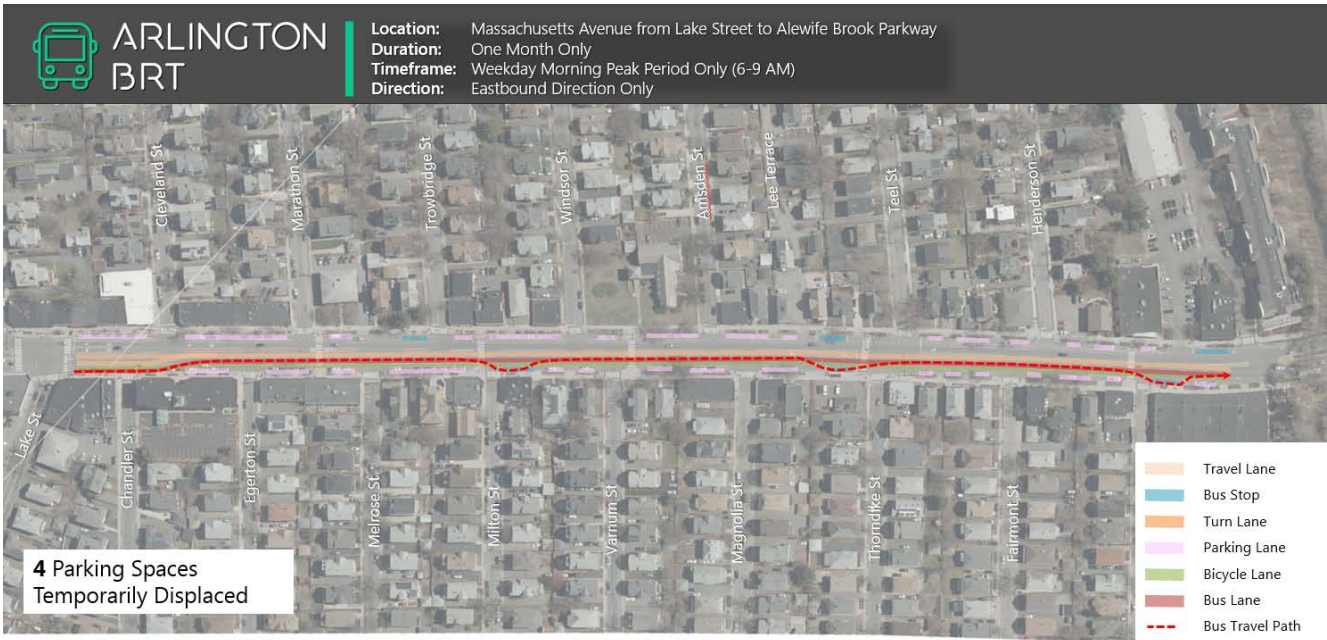 ARLINGTON
BRT
Location: Massachusetts Avenue from Lake Street to Alewife Brook Parkway
Duration: One Month Only
Timeframe: Weekday Morning Peak Period Only (6-9 AM)
Direction: Eastbound Direction Only
Cleveland St
Marathon St
Trowbridge St
Windsor St
Amsden St
Lee Terrace
Teel St
Henderson St
Lake St
Chandler St
Egerton St
Melrose St
Milton St
Varnum St
Magnolia St
Thorndike St
Fairmont St
4 Parking Spaces
Temporarily Displaced
Travel Lane
Bus Stop
Turn Lane
Parking Lane
Bicycle Lane
Bus Lane
Bus Travel Path